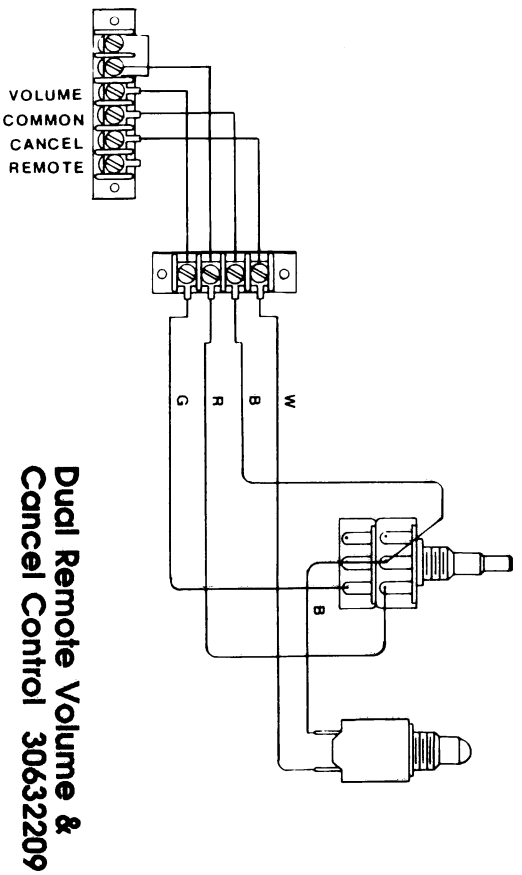 VOLUME
COMMON
CANCEL
REMOTE
G
R
B
W
B
Dual Remote Volume &
Cancel Control 30632209